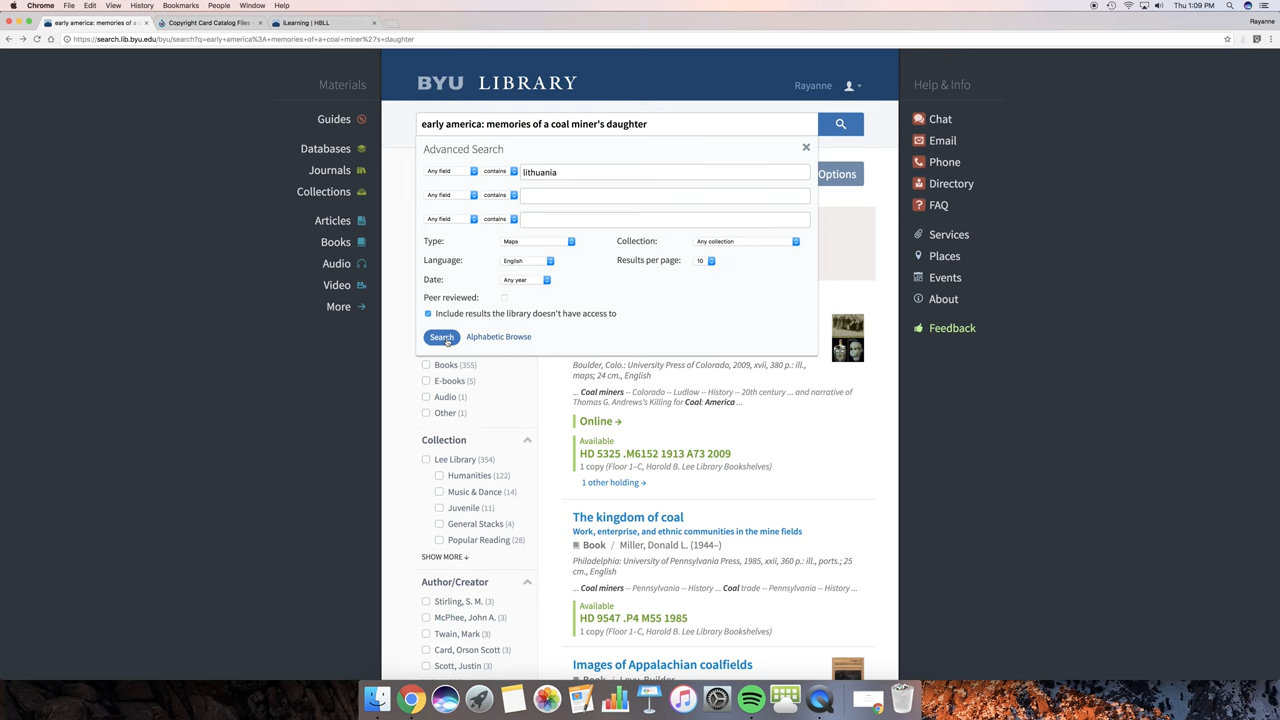 Chrome File Edit View History Bookmarks People Window Help
Thu 1:09 PM
early america: memories of a c
Copyright Card Catalog Files -
iLearning | HBLL
Rayanne
https://search.lib.byu.edu/byu/search?q=early+america%3A+memories+of+a+coal+miner%27s+daughter
Materials
Guides
Databases
Journals
Collections
Articles
Books
Audio
Video
More
BYU LIBRARY
Rayanne
early america: memories of a coal miner's daughter
Advanced Search
Options
Any field contains lithuania
Any field contains
Any field contains
Type: Maps
Collection: Any collection
Language: English
Results per page: 10
Date: Any year
Peer reviewed:
Include results the library doesn't have access to
Search Alphabetic Browse
Books (355)
E-books (5)
Audio (1)
Other (1)
Collection
Lee Library (354)
Humanities (122)
Music & Dance (14)
Juvenile (11)
General Stacks (4)
Popular Reading (28)
SHOW MORE
Author/Creator
Stirling, S. M. (3)
McPhee, John A. (3)
Twain, Mark (3)
Card, Orson Scott (3)
Scott, Justin (3)
Boulder, Colo.: University Press of Colorado, 2009, xvii, 380 p.: ill.,
maps; 24 cm., English
... Coal miners -- Colorado -- Ludlow -- History -- 20th century ... and narrative of
Thomas G. Andrews's Killing for Coal: America ...
Online
Available
HD 5325 .M6152 1913 A73 2009
1 copy (Floor 1–C, Harold B. Lee Library Bookshelves)
1 other holding
The kingdom of coal
Work, enterprise, and ethnic communities in the mine fields
Book / Miller, Donald L. (1944–)
Philadelphia: University of Pennsylvania Press, 1985, xxii, 360 p.: ill., ports.; 25
cm., English
... Coal miners -- Pennsylvania -- History ... Coal trade -- Pennsylvania -- History ...
Available
HD 9547 .P4 M55 1985
1 copy (Floor 1–C, Harold B. Lee Library Bookshelves)
Images of Appalachian coalfields
Help & Info
Chat
Email
Phone
Directory
FAQ
Services
Places
Events
About
Feedback